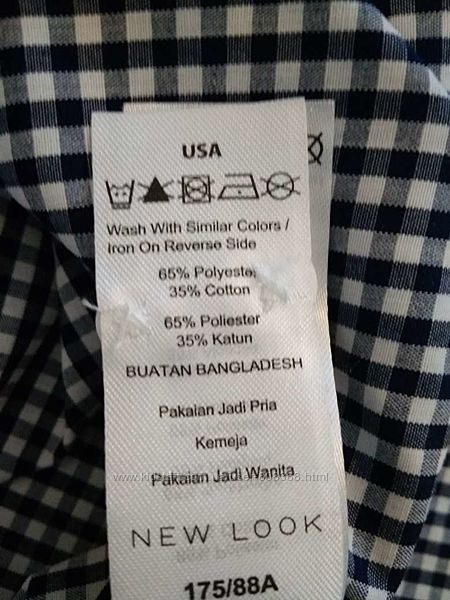 USA
Wash With Similar Colors /
Iron On Reverse Side
65% Polyester
35% Cotton
65% Poliester
35% Katun
BUATAN BANGLADESH
Pakaian Jadi Pria
Kemeja
Pakaian Jadi Wanita
NEW LOOK
175/88A